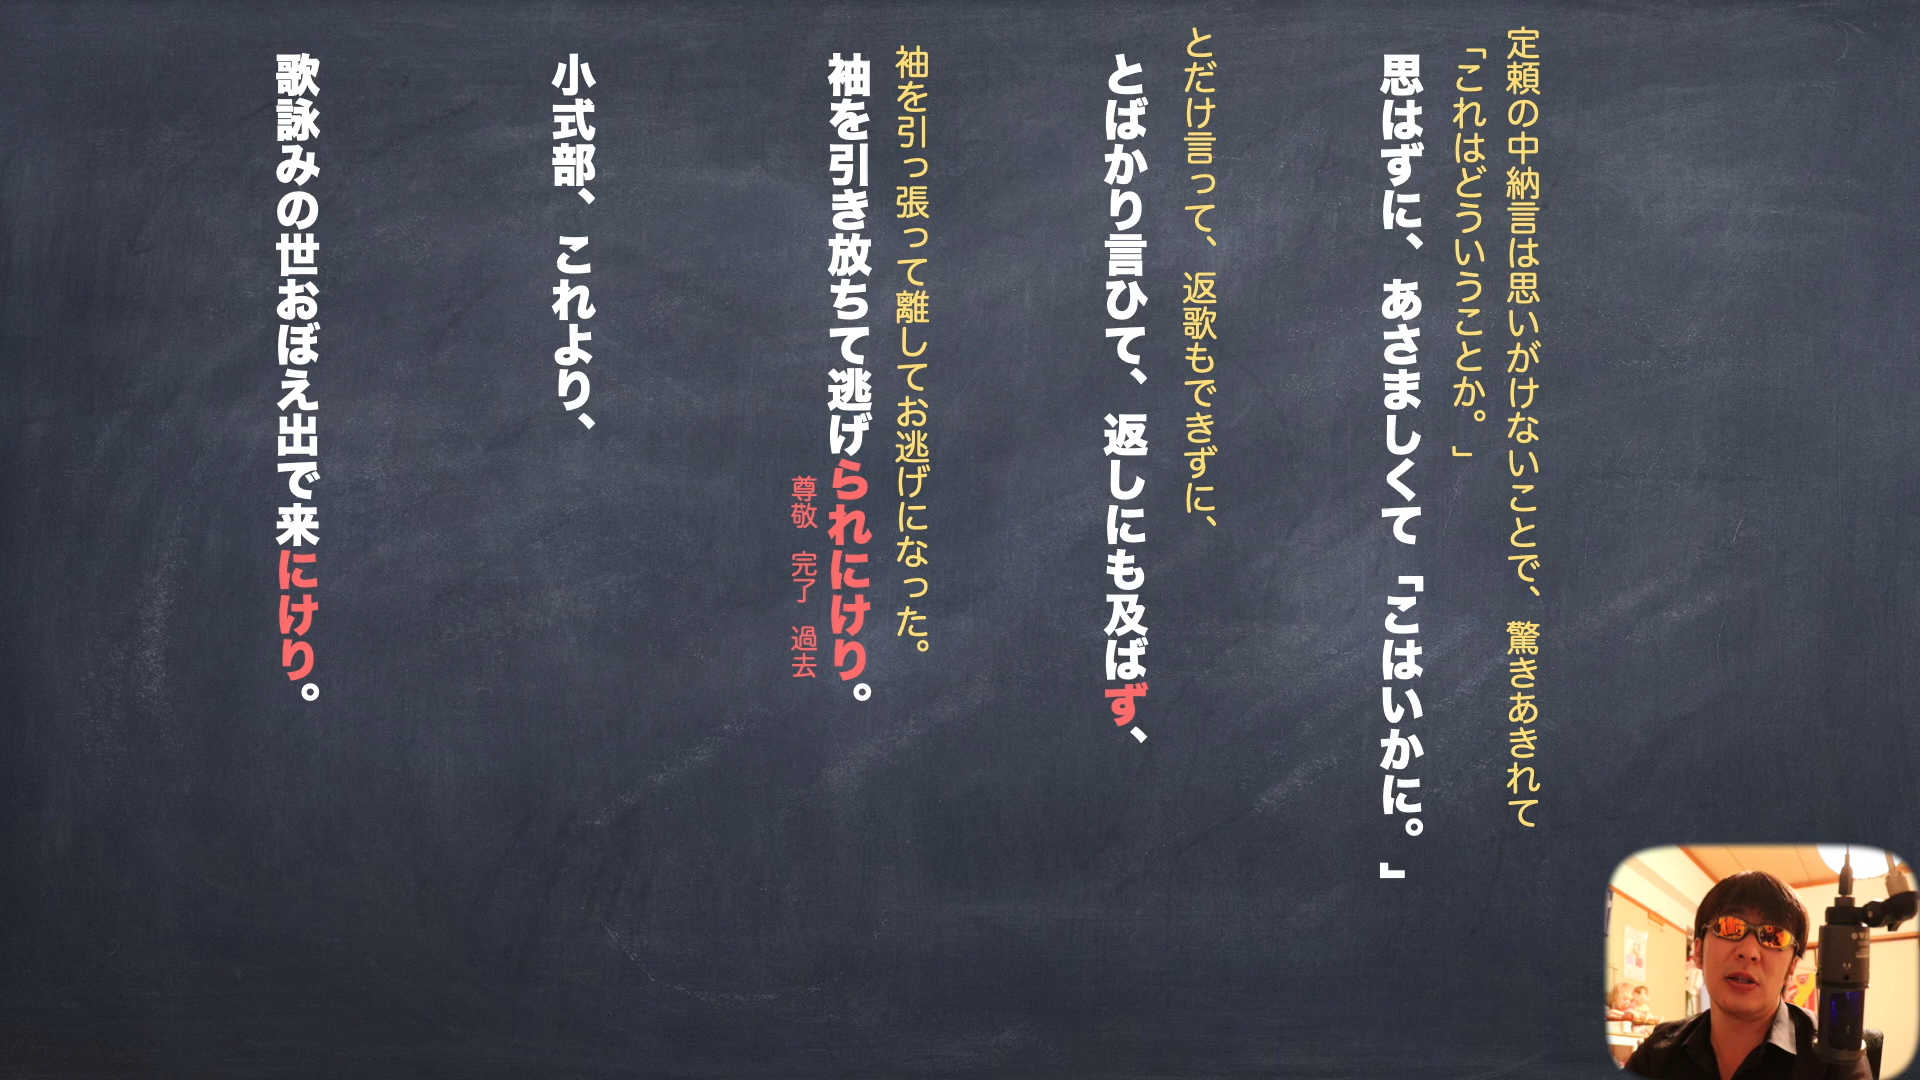 定頼の中納言は思いがけないことで、驚きあきれて
「これはどういうことか。」
思はずに、あさましくて「こはいかに。」
とだけ言って、返歌もできずに、
とばかり言ひて、返しにも及ばず、
袖を引っ張って離してお逃げになった。
袖を引き放ちて逃げられにけり。
尊敬 完了 過去
小式部、これより、
歌詠みの世おぼえ出で来にけり。